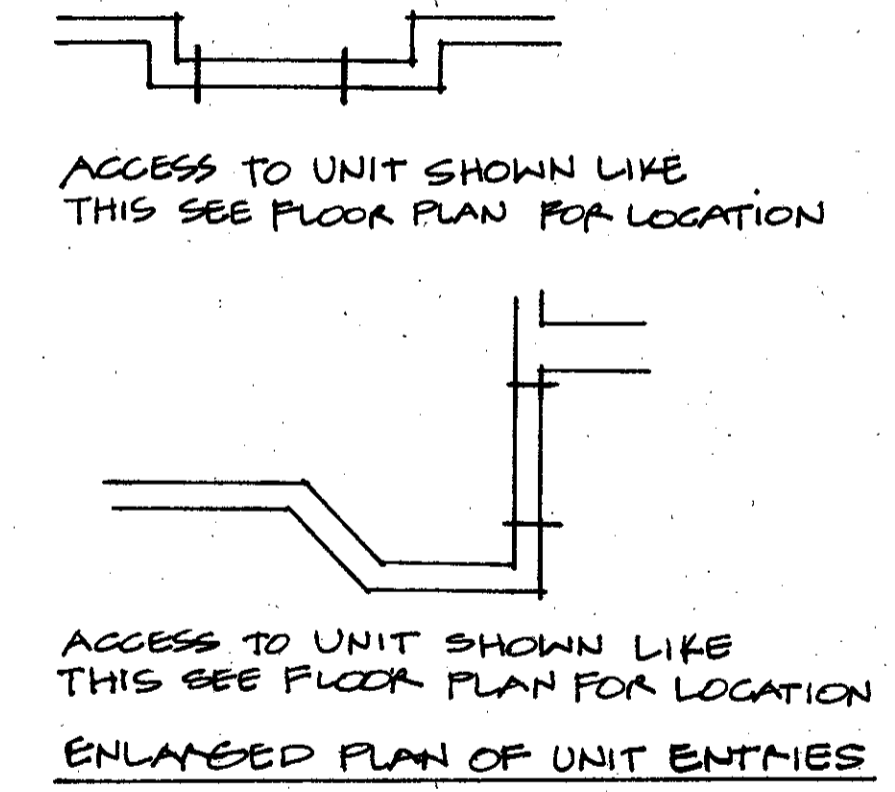 ACCESS TO UNIT SHOWN LIKE
THIS SEE FLOOR PLAN FOR LOCATION
ACCESS TO UNIT SHOWN LIKE
THIS SEE FLOOR PLAN FOR LOCATION
ENLARGED PLAN OF UNIT ENTRIES